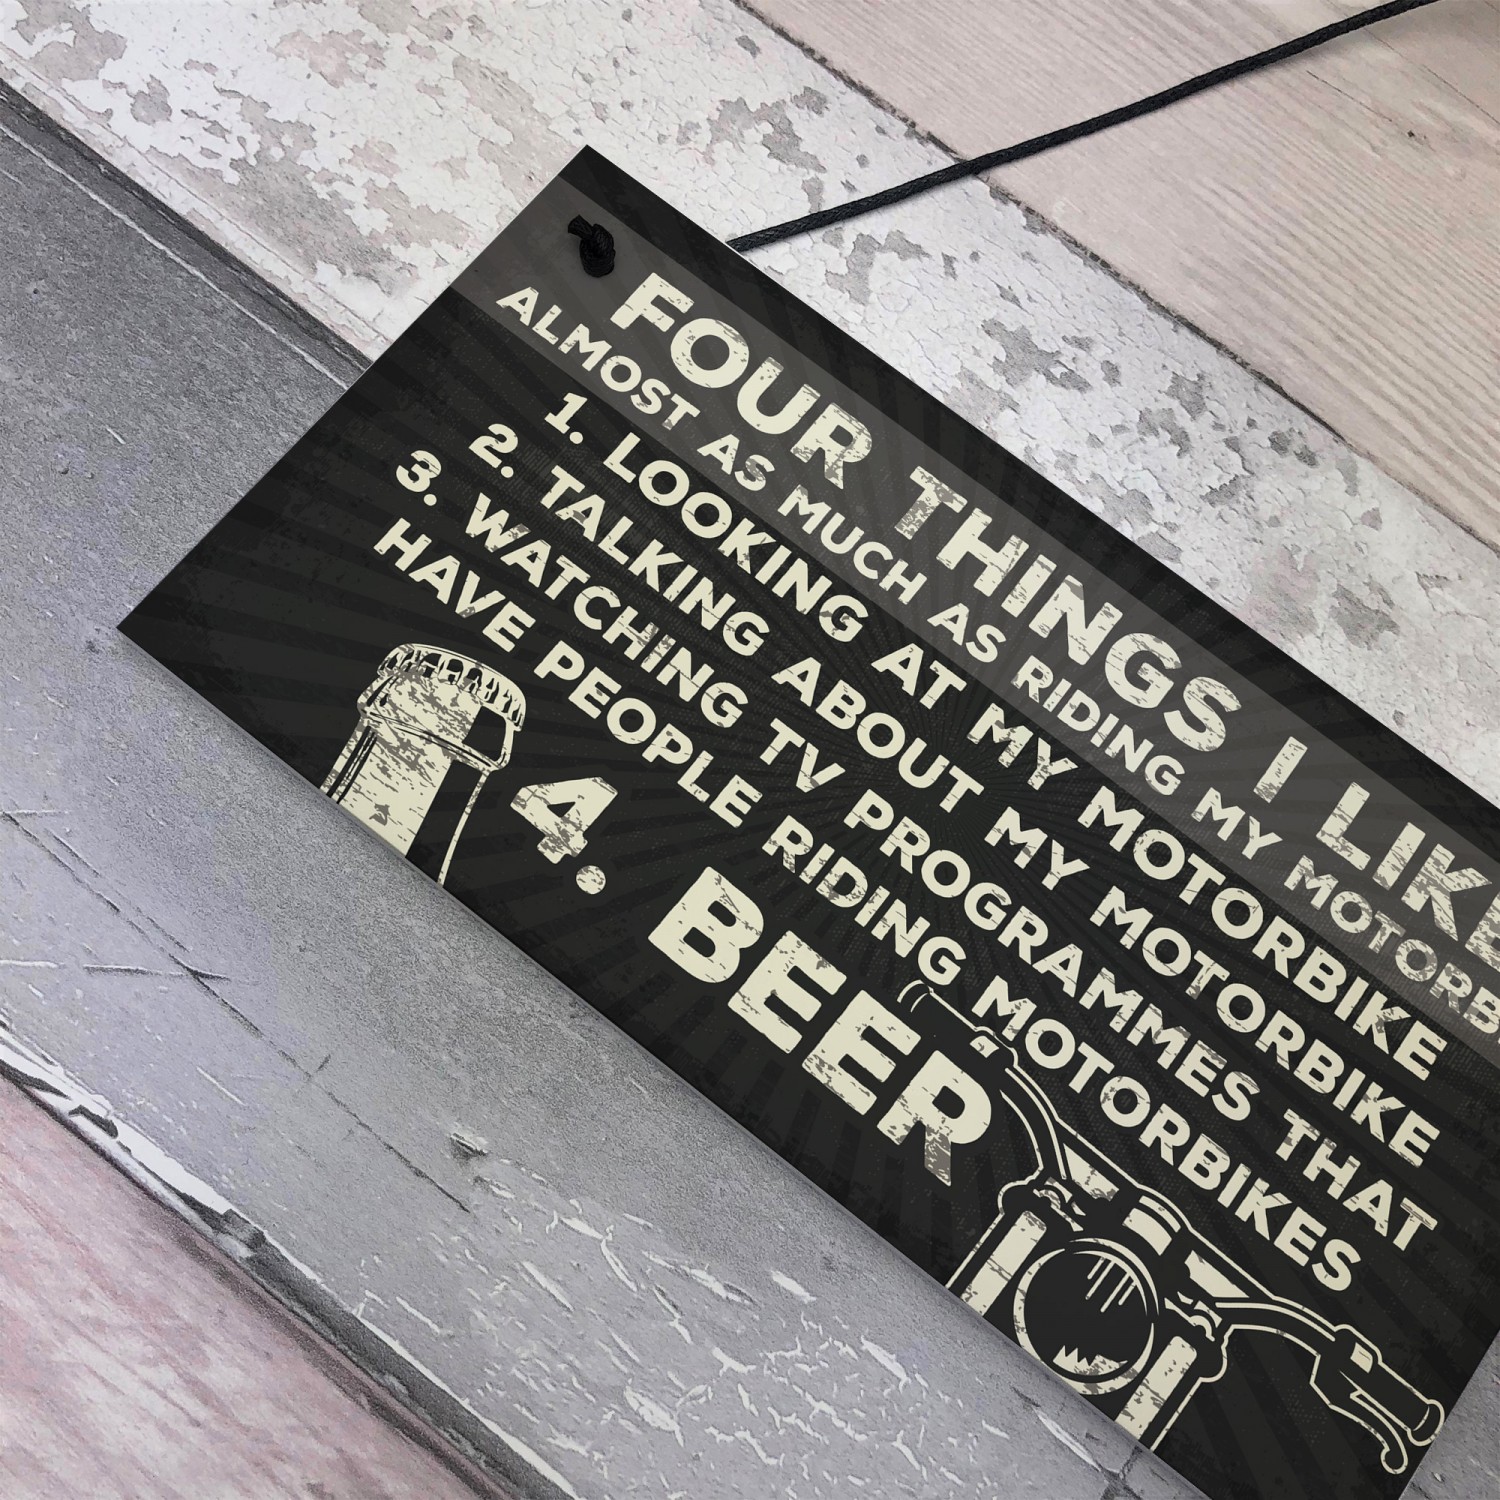 FOUR THINGS I LIKE
ALMOST AS MUCH AS RIDING MY MOTORB
1. LOOKING AT MY MOTORBIKE
2. TALKING ABOUT MY MOTORBIKE
3. WATCHING TV PROGRAMMES THAT
HAVE PEOPLE RIDING MOTORBIKES
4. BEER